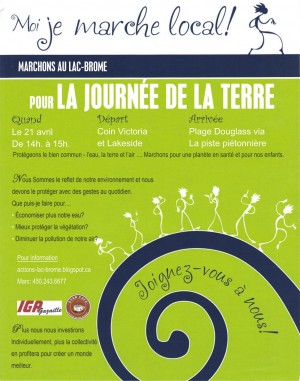 Moi je marche local!
MARCHONS AU LAC-BROME
POUR LA JOURNÉE DE LA TERRE
Quand Départ Arrivée
Le 21 avril Coin Victoria Plage Douglass via
De 14h. à 15h. et Lakeside La piste piétonnière
Protégeons le bien commun - l'eau, la terre et l'air ... Marchons pour une planète en santé et pour nos enfants.
Nous Sommes le reflet de notre environnement et nous
devons le protéger avec des gestes au quotidien.
Que puis-je faire pour....
• Économiser plus notre eau?
• Mieux protéger la végétation?
• Diminuer la pollution de notre air?
Pour information
actions-lac-brome.blogspot.ca
Marc: 450.243.6677
IGA
Gazaille
Plus nous nous investirons
Individuellement, plus la collectivité
en profitera pour créer un monde
meilleur.
Joignez-vous à nous!